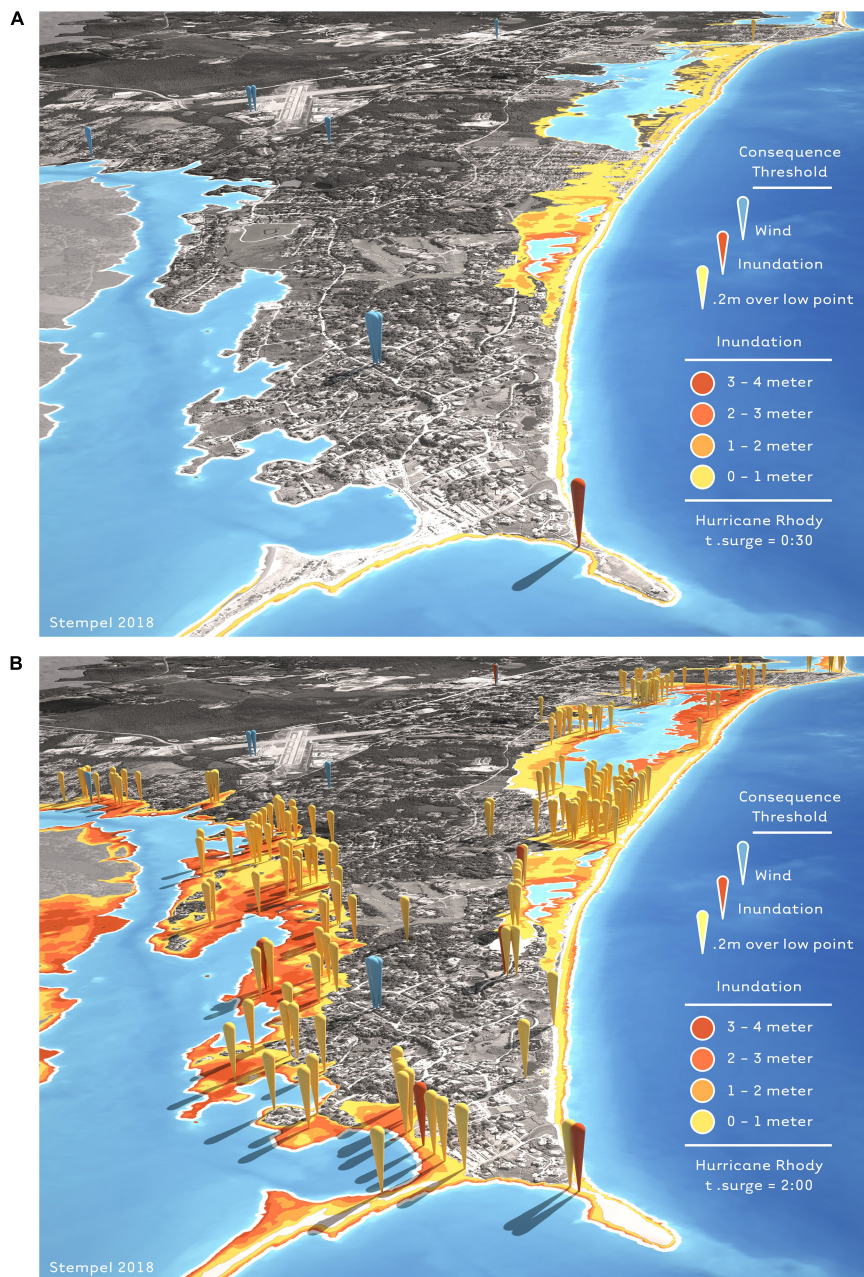 A
Consequence
Threshold
Wind
Inundation
.2m over low point
Inundation
3 – 4 meter
2 – 3 meter
1 – 2 meter
0 – 1 meter
Hurricane Rhody
t .surge = 0:30
Stempel 2018
B
Consequence
Threshold
Wind
Inundation
.2m over low point
Inundation
3 – 4 meter
2 – 3 meter
1 – 2 meter
0 – 1 meter
Hurricane Rhody
t .surge = 2:00
Stempel 2018